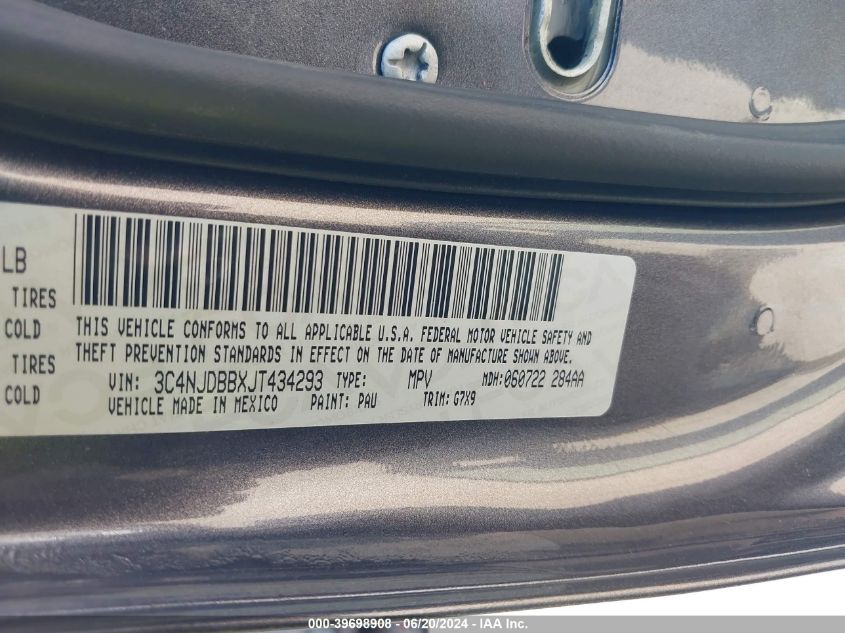 LB
TIRES
COLD
TIRES
COLD
THIS VEHICLE CONFORMS TO ALL APPLICABLE U.S.A. FEDERAL MOTOR VEHICLE SAFETY AND
THEFT PREVENTION STANDARDS IN EFFECT ON THE DATE OF MANUFACTURE SHOWN ABOVE.
VIN: 3C4NJDBBXJT434293 TYPE: MPV MDH:060722 284AA
VEHICLE MADE IN MEXICO PAINT: PAU TRIM: G7X9
000-39698908 - 06/20/2024 - IAA Inc.